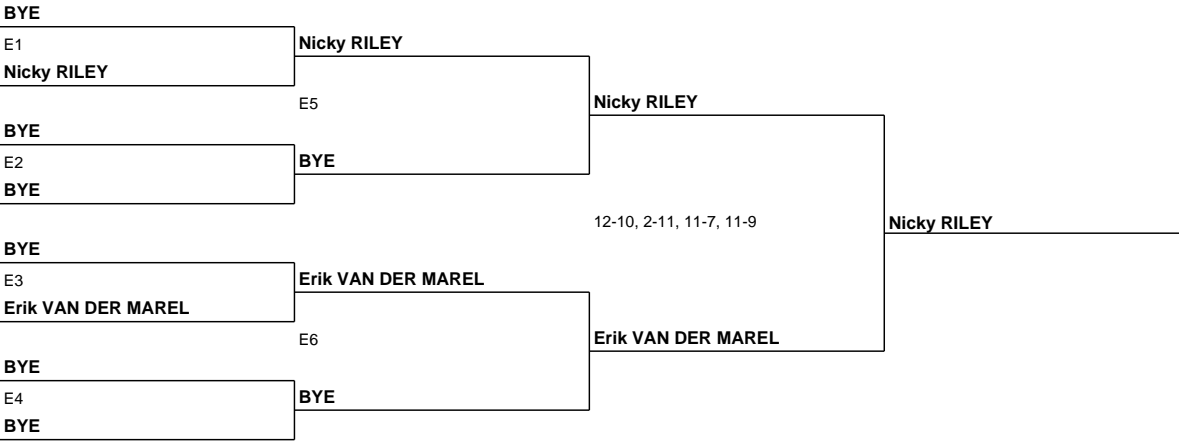 BYE
E1
Nicky RILEY
Nicky RILEY
E5
Nicky RILEY
BYE
E2
BYE
BYE
12-10, 2-11, 11-7, 11-9
Nicky RILEY
BYE
E3
Erik VAN DER MAREL
Erik VAN DER MAREL
E6
Erik VAN DER MAREL
BYE
E4
BYE
BYE